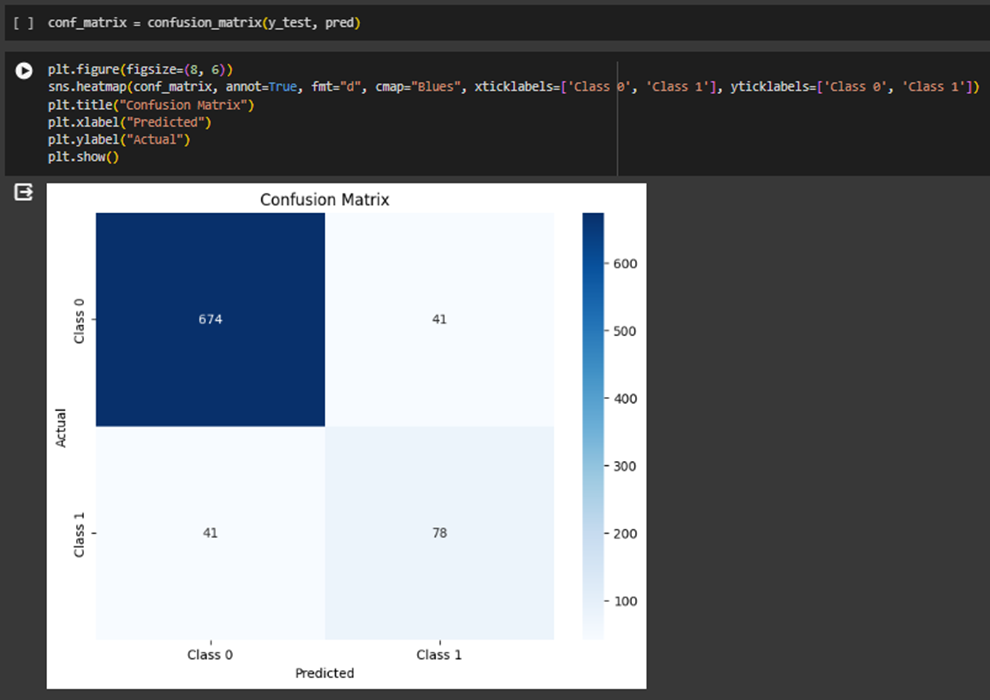 [ ] conf_matrix = confusion_matrix(y_test, pred)
plt.figure(figsize=(8, 6))
sns.heatmap(conf_matrix, annot=True, fmt="d", cmap="Blues", xticklabels=['Class 0', 'Class 1'], yticklabels=['Class 0', 'Class 1'])
plt.title("Confusion Matrix")
plt.xlabel("Predicted")
plt.ylabel("Actual")
plt.show()
Confusion Matrix
Class 0
674
41
Class 1
41
78
Actual
Class 0
Class 1
Predicted
600
500
400
300
200
100